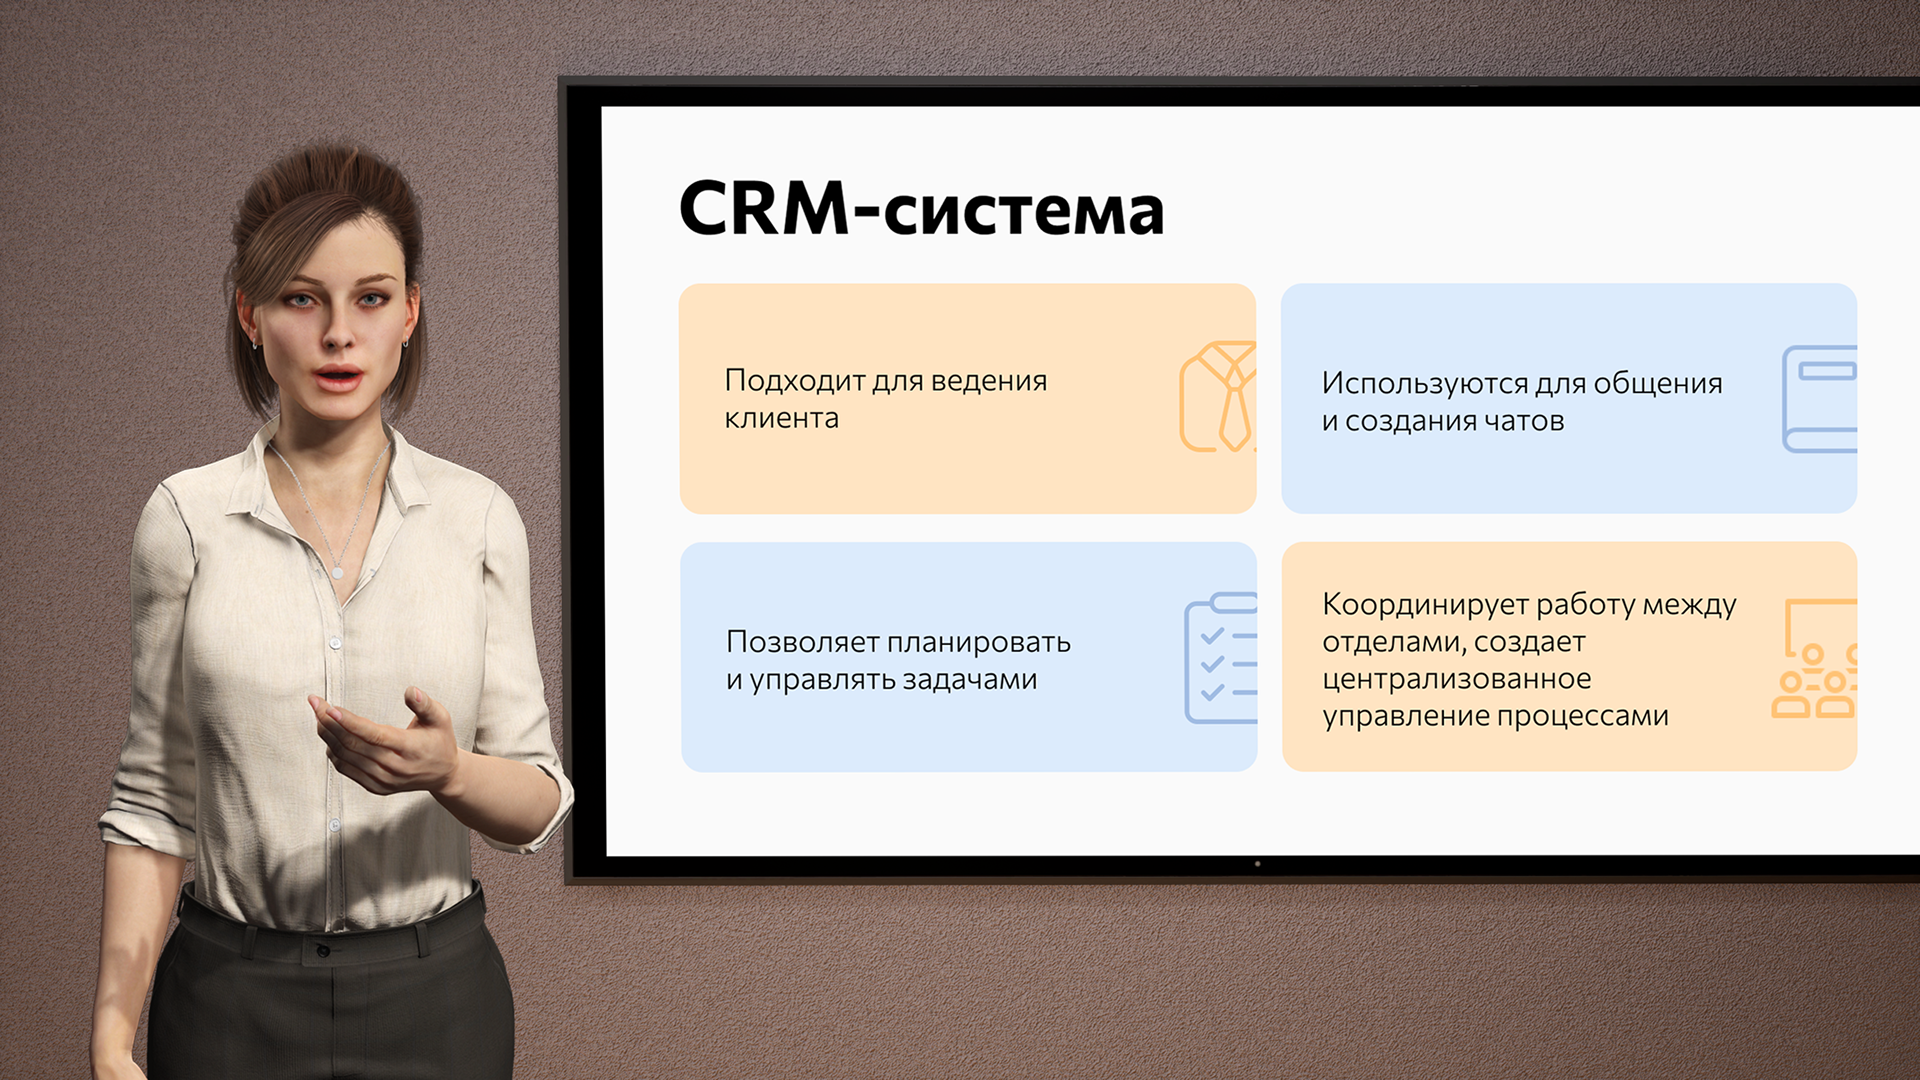 CRM-система
Подходит для ведения
клиента
Используются для общения
и создания чатов
Позволяет планировать
и управлять задачами
Координирует работу между
отделами, создает
централизованное
управление процессами